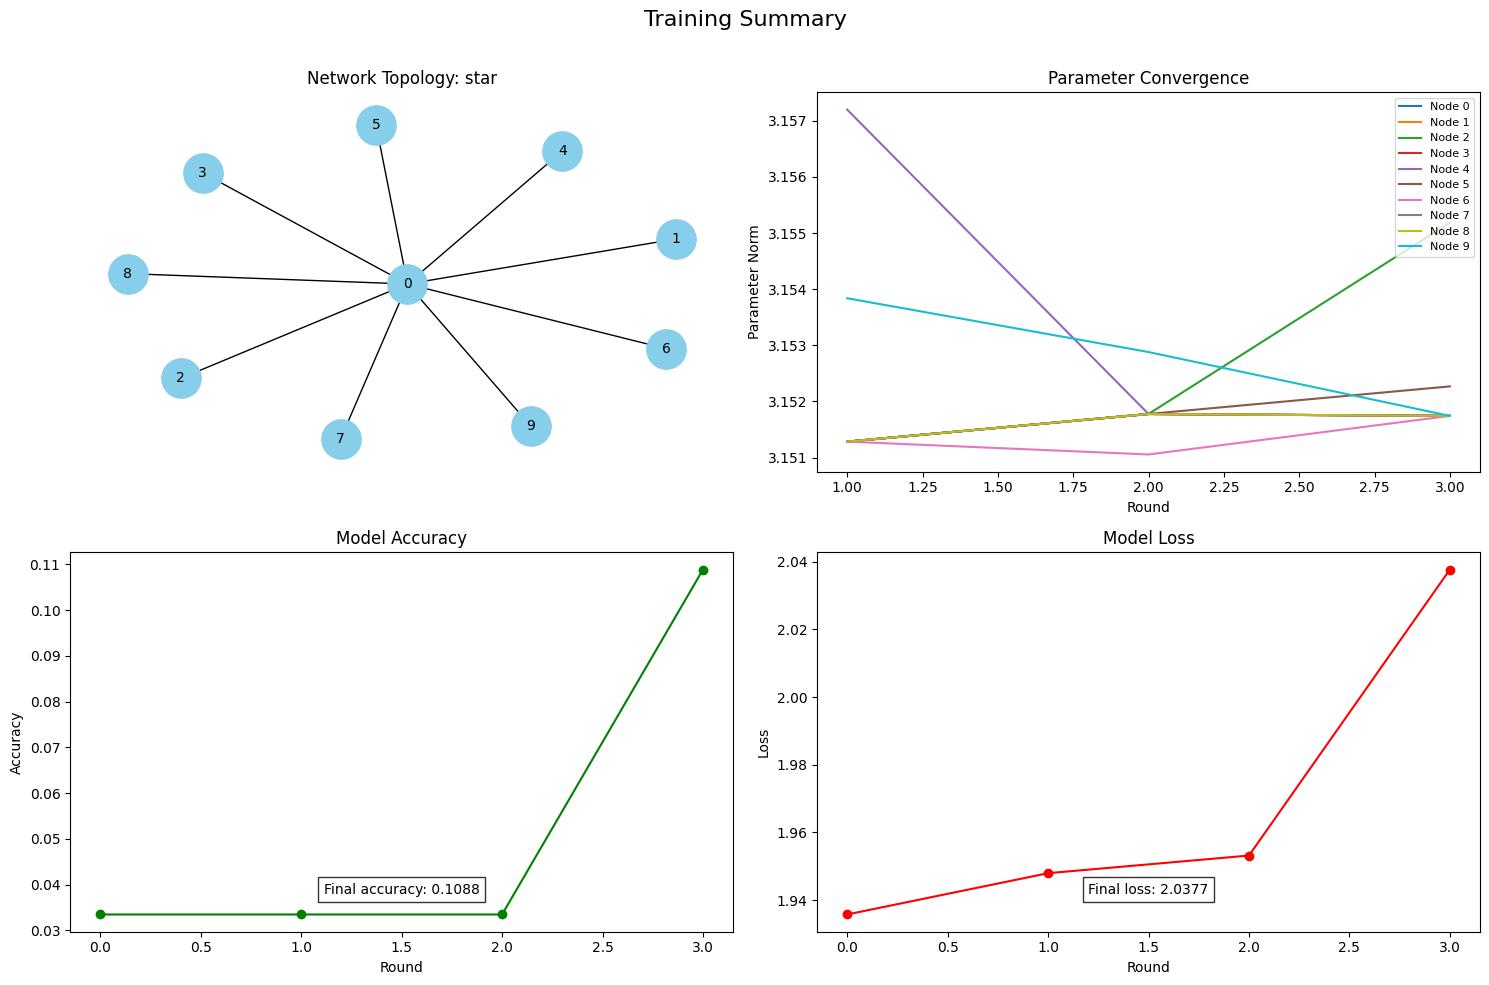 Training Summary
Network Topology: star
5
4
3
1
8
0
6
2
9
7
Parameter Convergence
Parameter Norm
3.157
3.156
3.155
3.154
3.153
3.152
3.151
Node 0
Node 1
Node 2
Node 3
Node 4
Node 5
Node 6
Node 7
Node 8
Node 9
1.00 1.25 1.50 1.75 2.00 2.25 2.50 2.75 3.00
Round
Model Accuracy
Accuracy
0.11
0.10
0.09
0.08
0.07
0.06
0.05
0.04
0.03
Final accuracy: 0.1088
0.0 0.5 1.0 1.5 2.0 2.5 3.0
Round
Model Loss
Loss
2.04
2.02
2.00
1.98
1.96
1.94
Final loss: 2.0377
0.0 0.5 1.0 1.5 2.0 2.5 3.0
Round